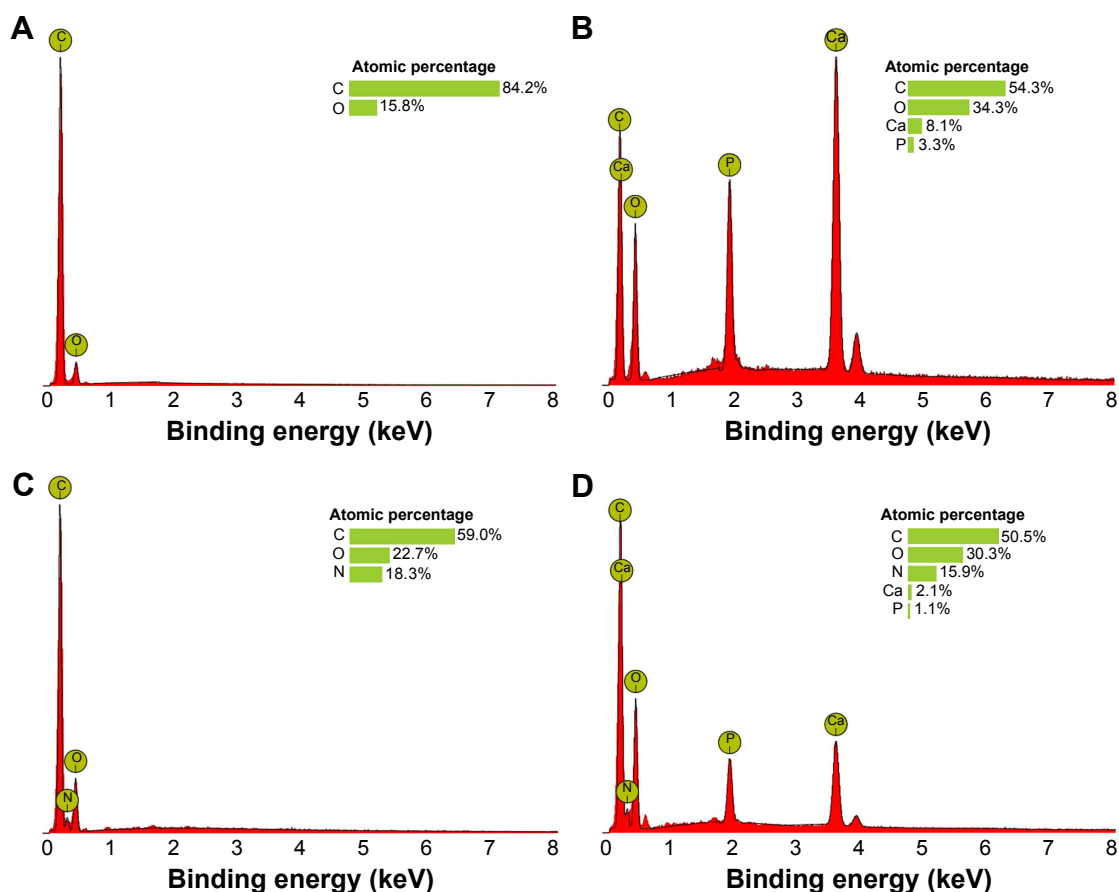 A
C
O
Atomic percentage
C 84.2%
O 15.8%
0 1 2 3 4 5 6 7 8
Binding energy (keV)
B
C
Ca
O
P
Ca
Atomic percentage
C 54.3%
O 34.3%
Ca 8.1%
P 3.3%
0 1 2 3 4 5 6 7 8
Binding energy (keV)
C
C
N
O
Atomic percentage
C 59.0%
O 22.7%
N 18.3%
0 1 2 3 4 5 6 7 8
Binding energy (keV)
D
C
Ca
N
O
P
Ca
Atomic percentage
C 50.5%
O 30.3%
N 15.9%
Ca 2.1%
P 1.1%
0 1 2 3 4 5 6 7 8
Binding energy (keV)